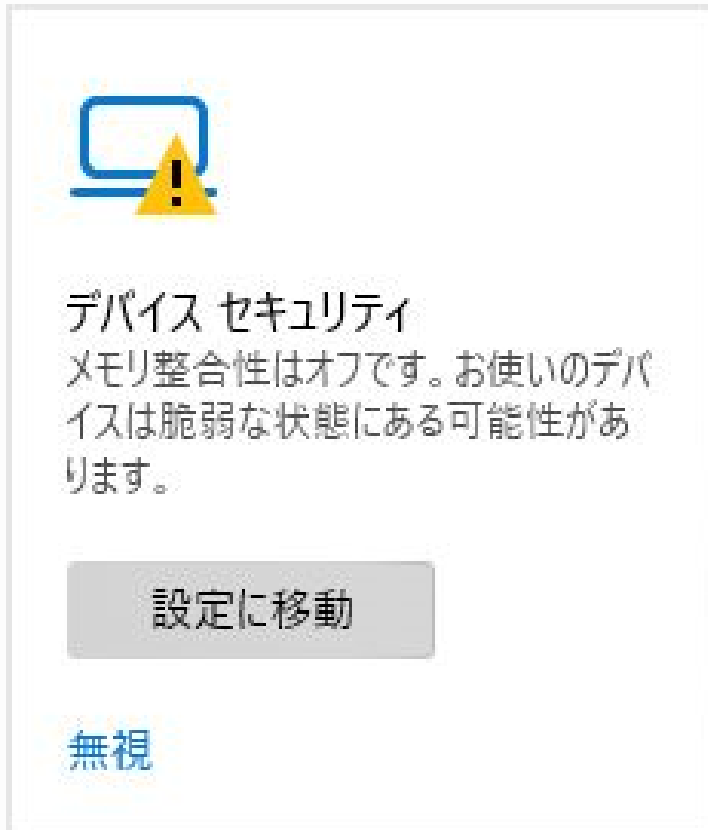 デバイス セキュリティ
メモリ整合性はオフです。お使いのデバ
イスは脆弱な状態にある可能性があ
ります。
設定に移動
無視